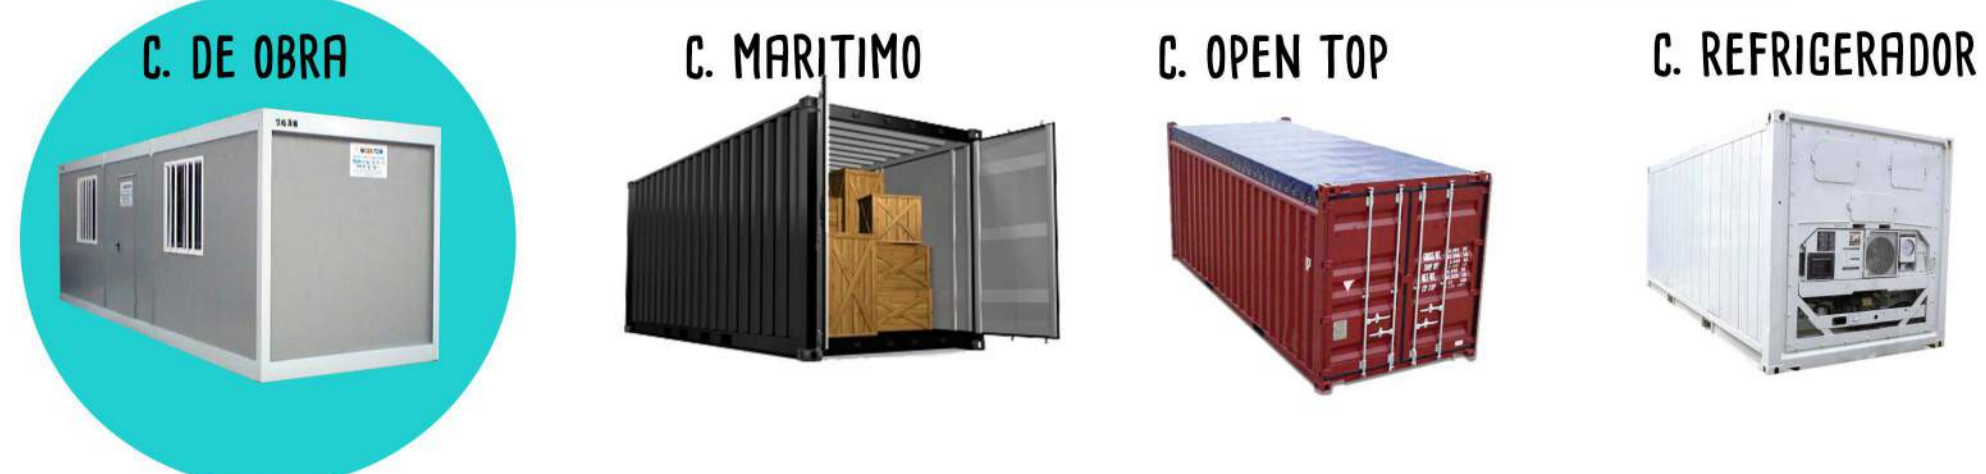 C. DE OBRA
C. MARITIMO
C. OPEN TOP
C. REFRIGERADOR